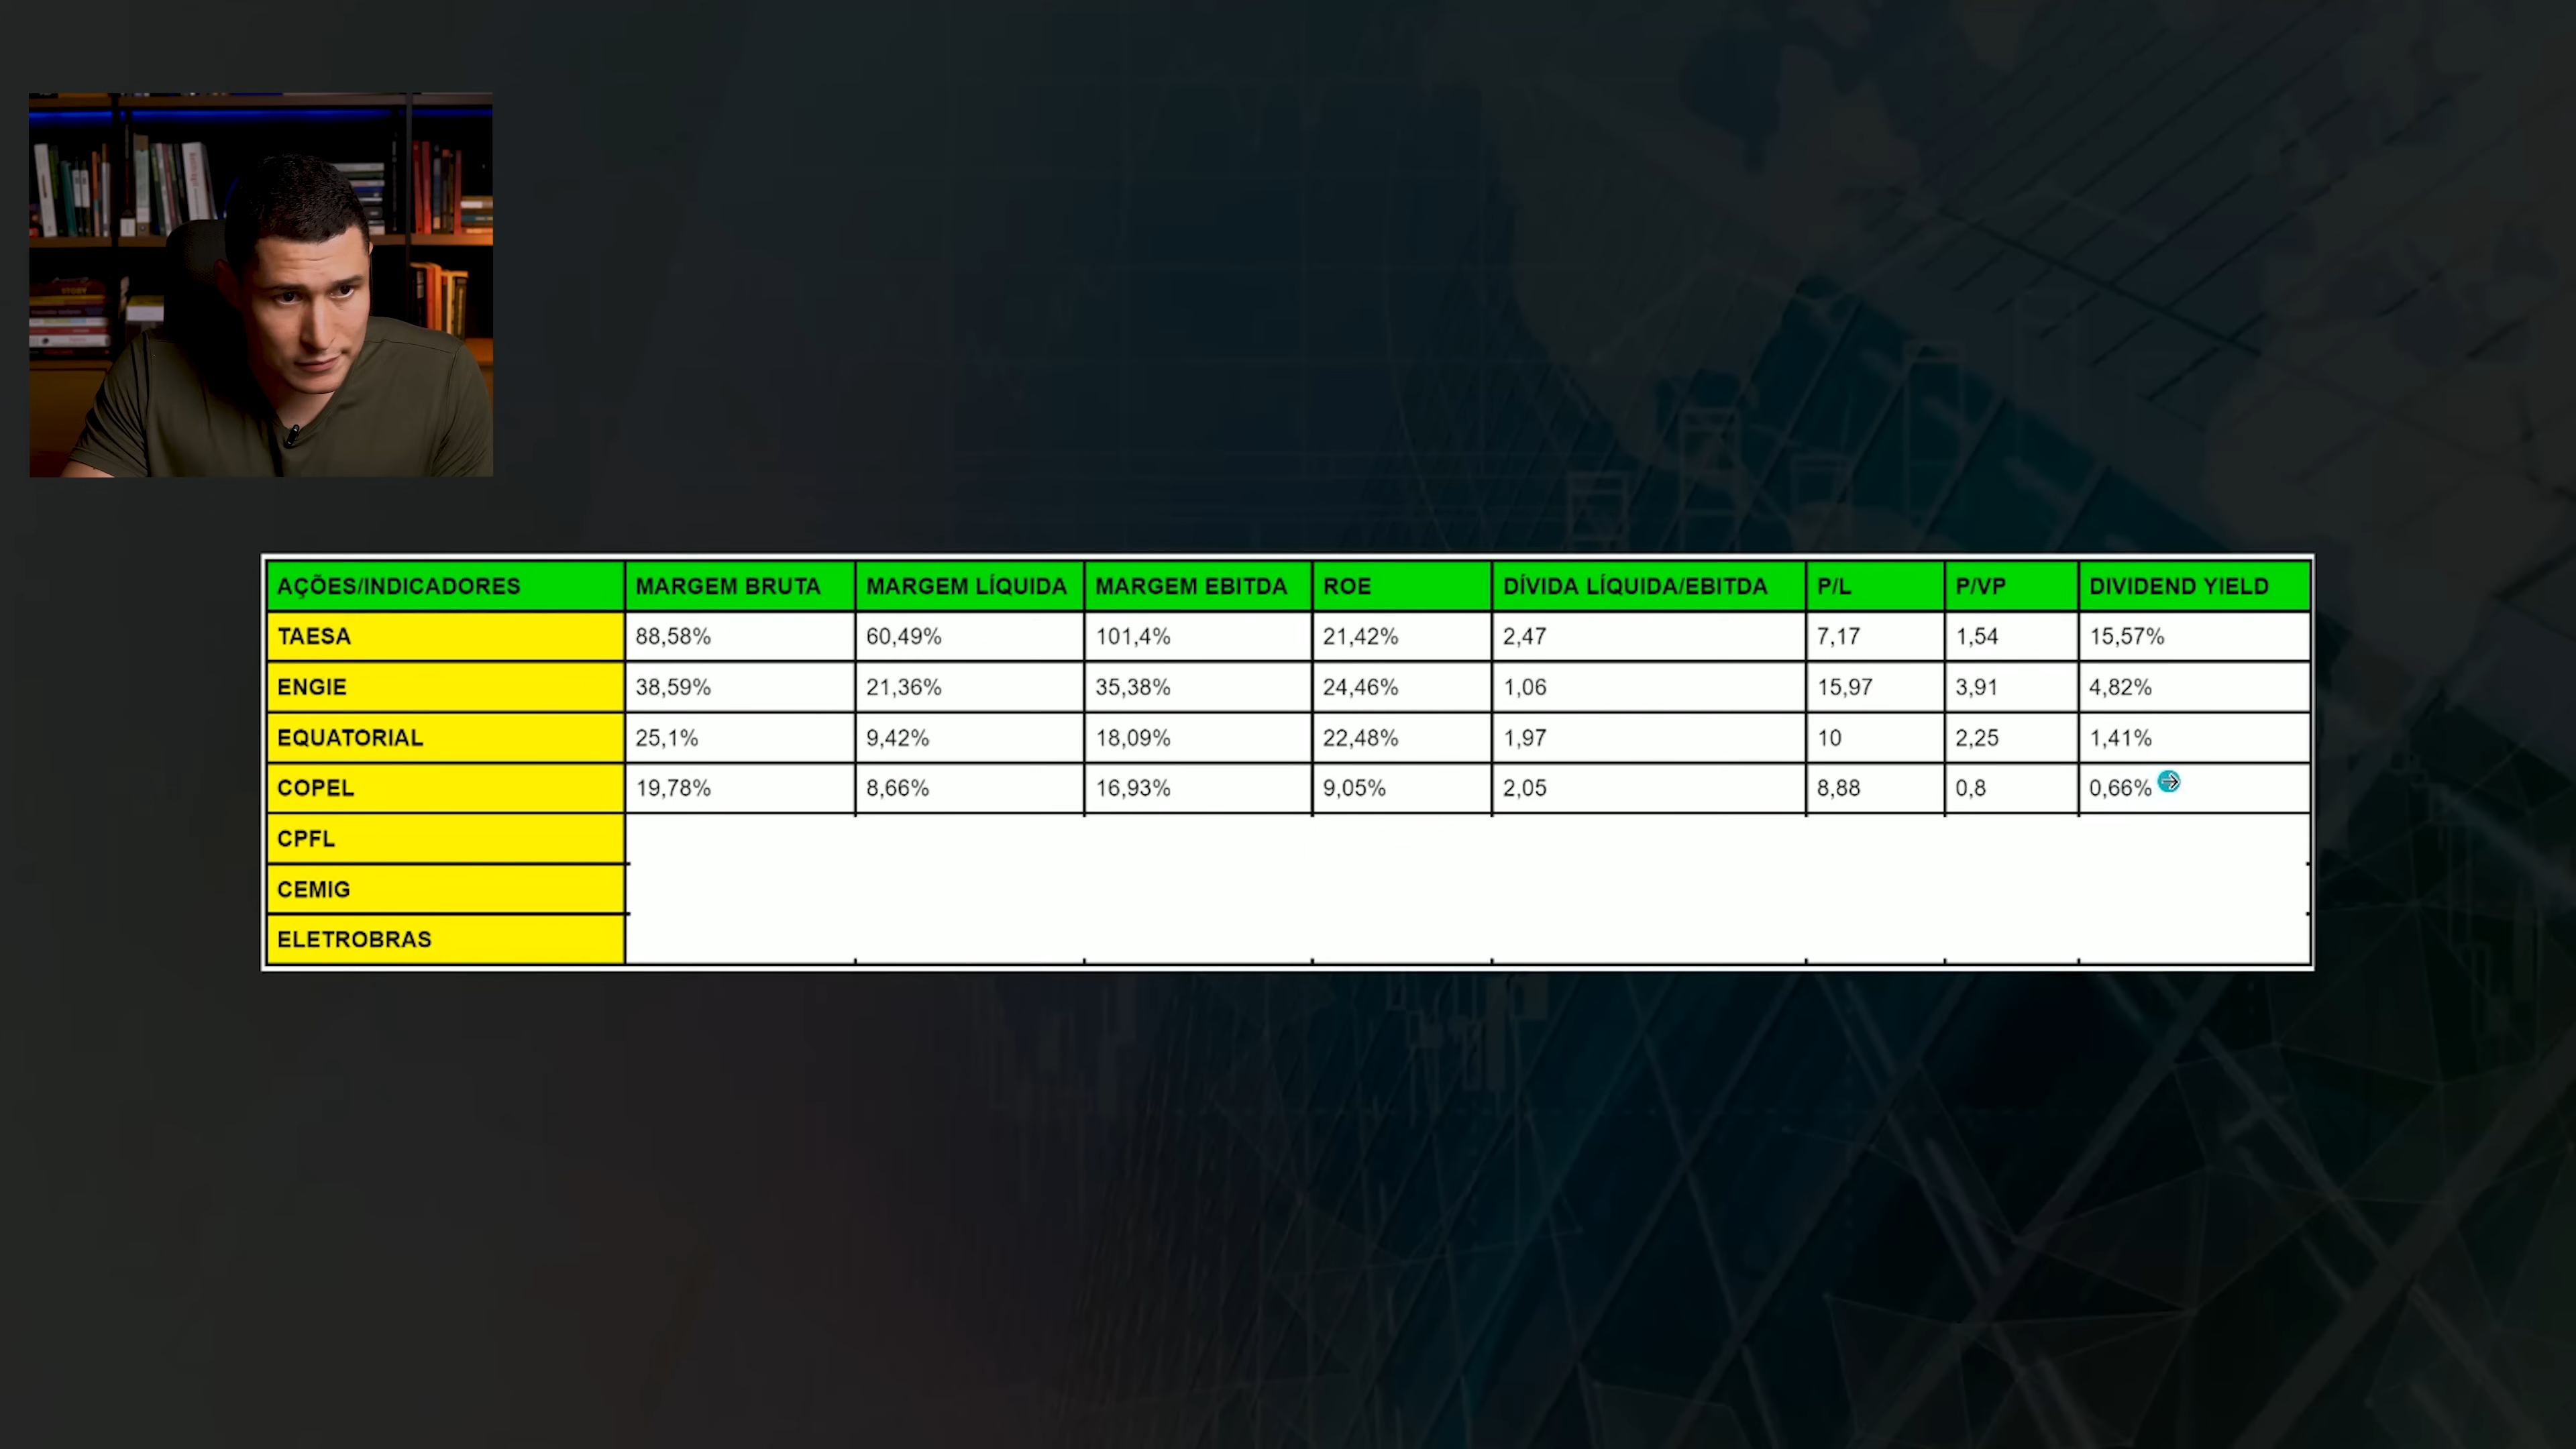 AÇÕES/INDICADORES MARGEM BRUTA MARGEM LÍQUIDA MARGEM EBITDA ROE DÍVIDA LÍQUIDA/EBITDA P/L P/VP DIVIDEND YIELD
TAESA 88,58% 60,49% 101,4% 21,42% 2,47 7,17 1,54 15,57%
ENGIE 38,59% 21,36% 35,38% 24,46% 1,06 15,97 3,91 4,82%
EQUATORIAL 25,1% 9,42% 18,09% 22,48% 1,97 10 2,25 1,41%
COPEL 19,78% 8,66% 16,93% 9,05% 2,05 8,88 0,8 0,66%
CPFL
CEMIG
ELETROBRAS